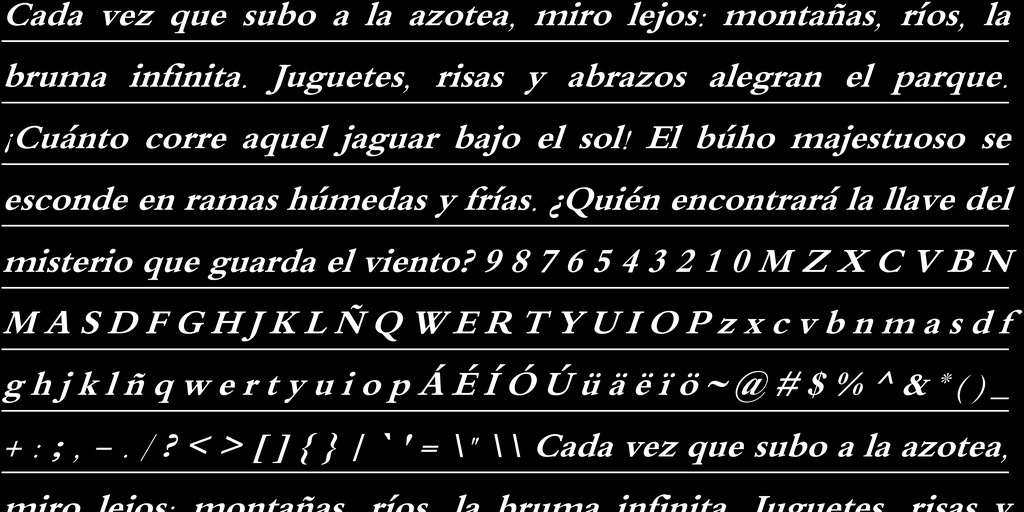 Cada vez que subo a la azotea, miro lejos: montañas, ríos, la
bruma infinita. Juguetes, risas y abrazos alegran el parque.
¡Cuánto corre aquel jaguar bajo el sol! El búho majestuoso se
esconde en ramas húmedas y frías. ¿Quién encontrará la llave del
misterio que guarda el viento? 9 8 7 6 5 4 3 2 1 0 M Z X C V B N
M A S D F G H J K L Ñ Q W E R T Y U I O P z x c v b n m a s d f
g h j k l ñ q w e r t y u i o p Á É Í Ó Ú ü ä ë ï ö ~ @ # $ % ^ & * ( ) _
+ : ; , – . / ? < > [ ] { } | ` ' = \ " \ \ Cada vez que subo a la azotea,
miro lejos: montañas, ríos, la bruma infinita. Juguetes, risas y